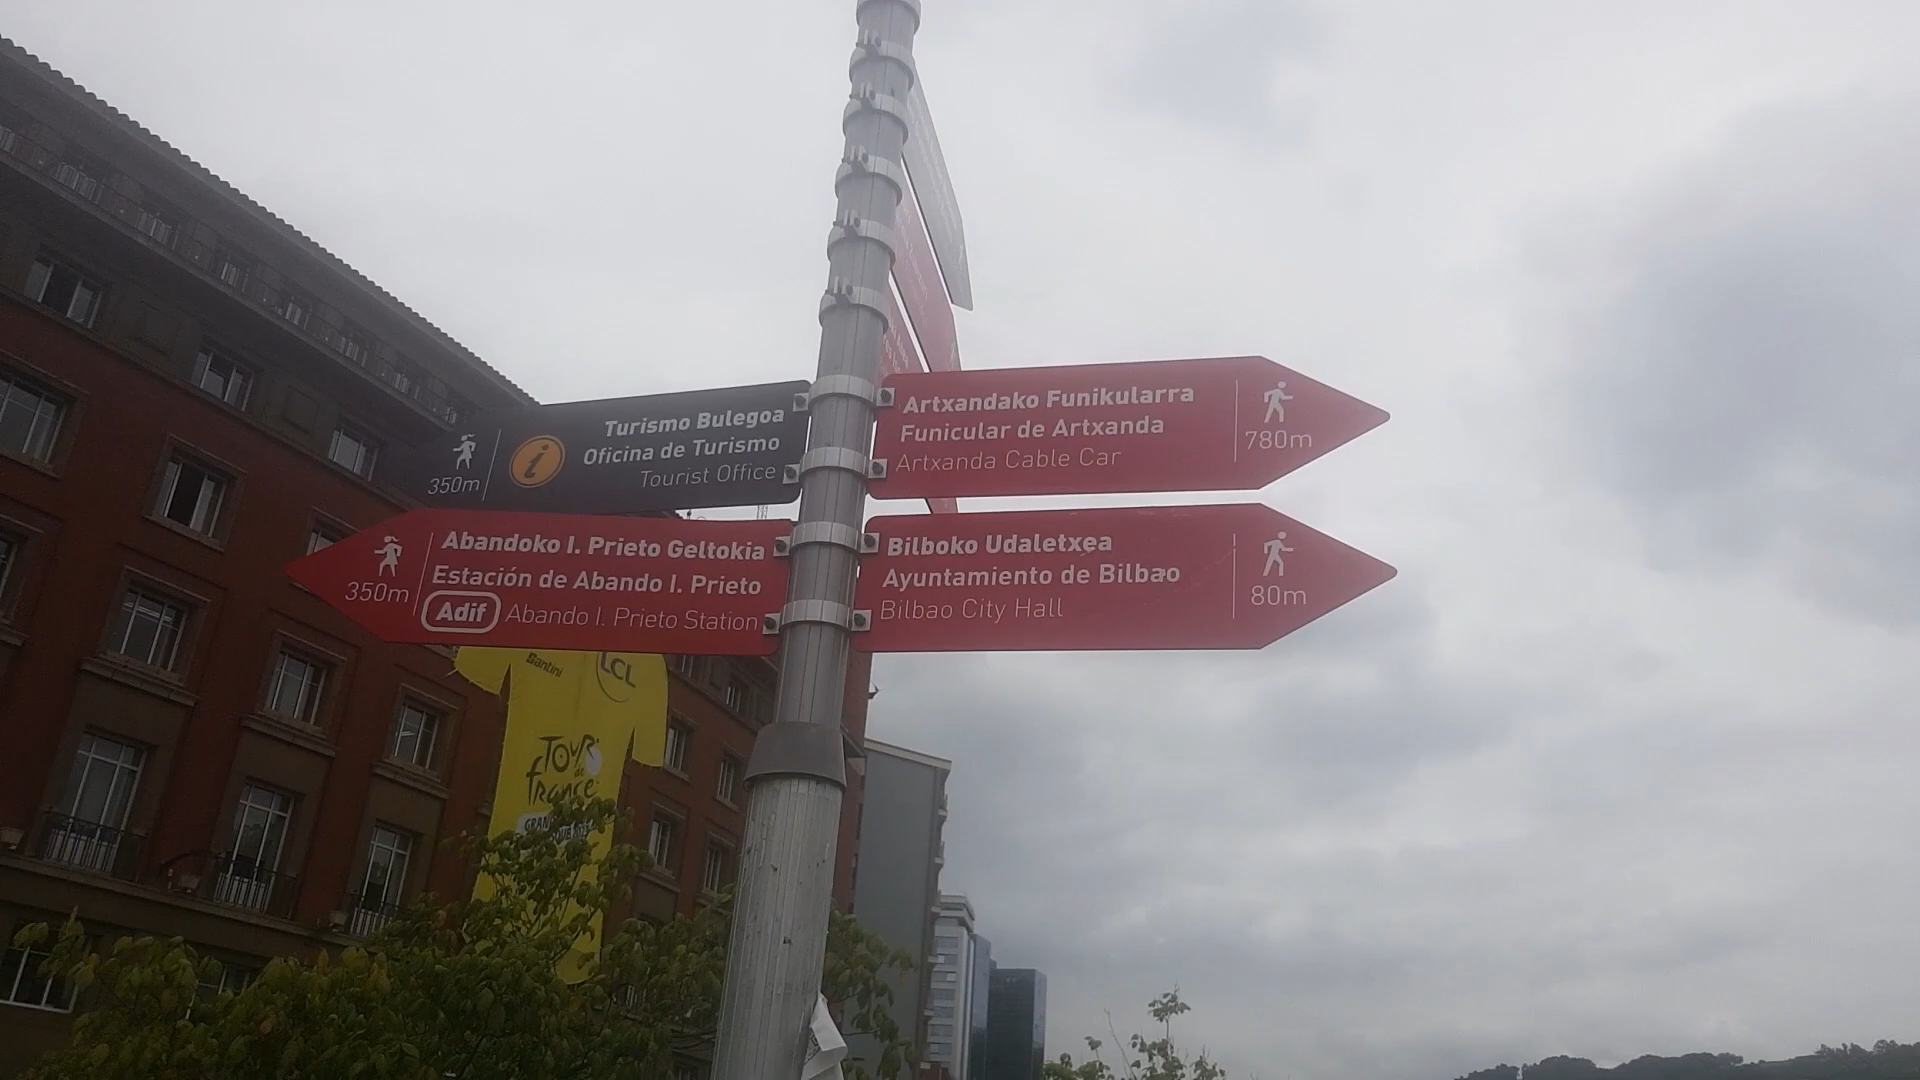 Turismo Bulegoa
Oficina de Turismo
Tourist Office
350m
i
Artxandako Funikularra
Funicular de Artxanda
Artxanda Cable Car
780m
Abandoko I. Prieto Geltokia
Estación de Abando I. Prieto
Adif Abando I. Prieto Station
350m
Bilboko Udaletxea
Ayuntamiento de Bilbao
Bilbao City Hall
80m
Santini
LCL
TOUR
de
france